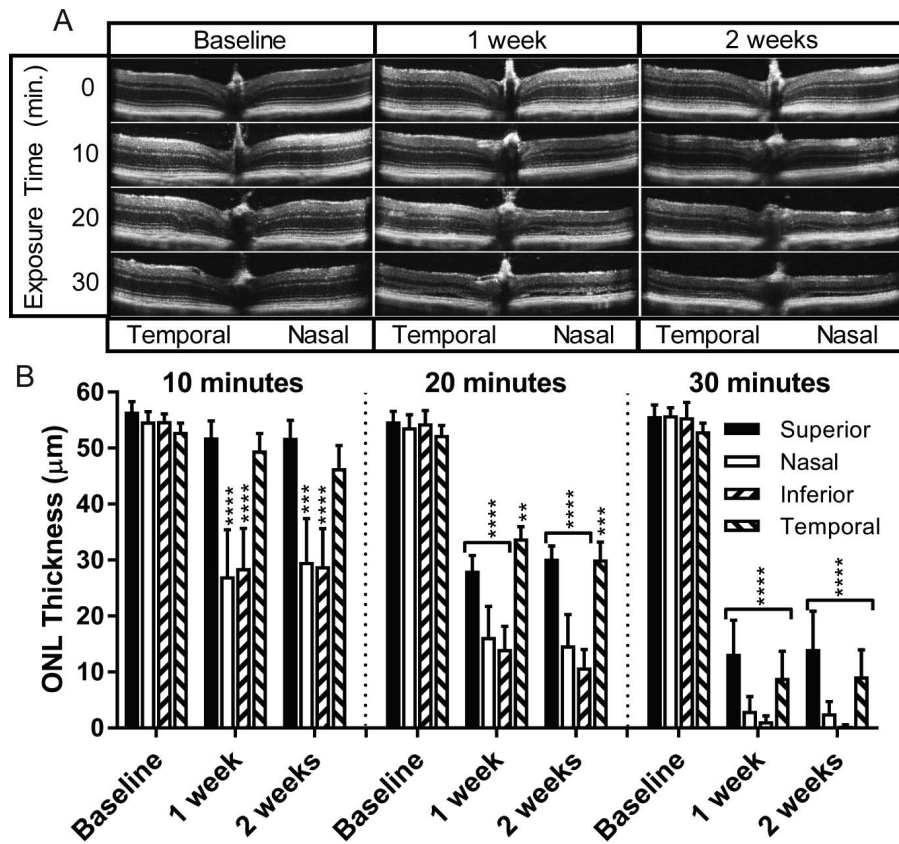 A
Baseline 1 week 2 weeks
Exposure Time (min.)
0
10
20
30
Temporal Nasal Temporal Nasal Temporal Nasal
B
10 minutes 20 minutes 30 minutes
ONL Thickness (μm)
60
50
40
30
20
10
0
Superior
Nasal
Inferior
Temporal
**** **** *** **** **** ** **** *** **** ****
Baseline 1 week 2 weeks Baseline 1 week 2 weeks Baseline 1 week 2 weeks